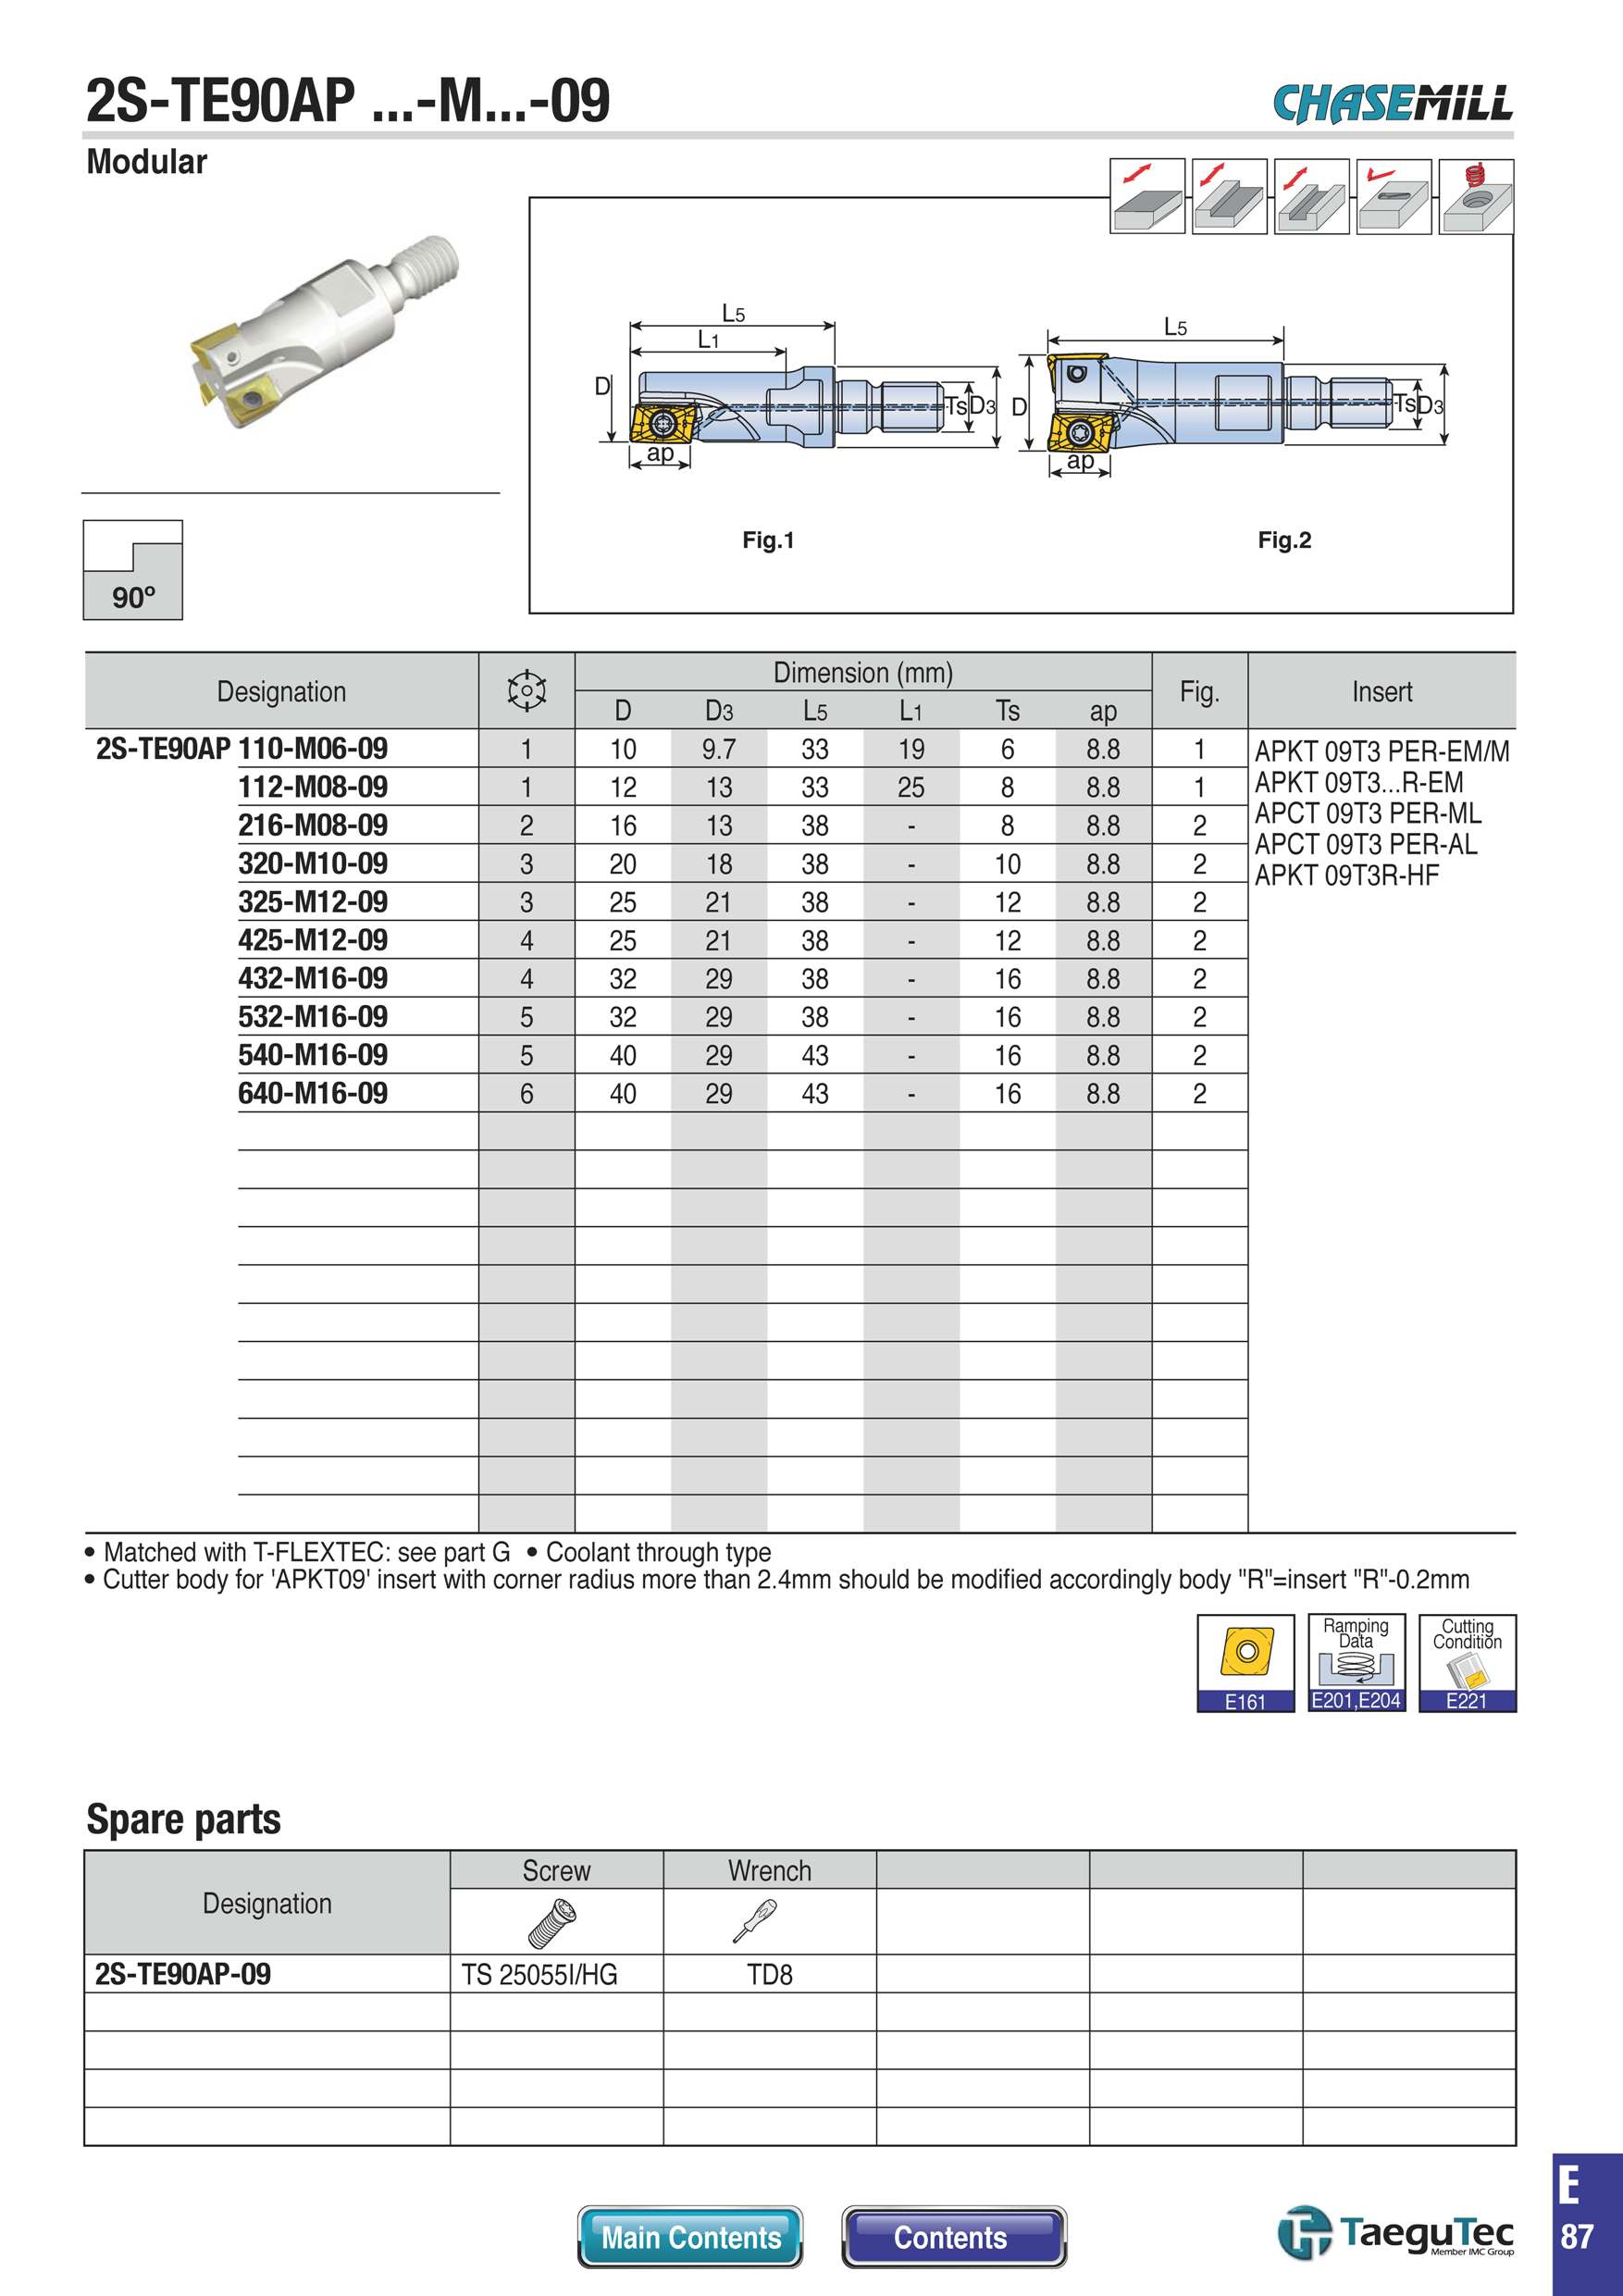 2S-TE90AP ...-M...-09
CHASEMILL
Modular
L5
L1
D
Ts
D3
ap
L5
D
Ts
D3
ap
Fig.1
Fig.2
90º
Designation Dimension (mm) Fig. Insert
D D3 L5 L1 Ts ap
2S-TE90AP 110-M06-09 1 10 9.7 33 19 6 8.8 1 APKT 09T3 PER-EM/M
112-M08-09 1 12 13 33 25 8 8.8 1 APKT 09T3...R-EM
216-M08-09 2 16 13 38 - 8 8.8 2 APCT 09T3 PER-ML
APCT 09T3 PER-AL
320-M10-09 3 20 18 38 - 10 8.8 2 APKT 09T3R-HF
325-M12-09 3 25 21 38 - 12 8.8 2
425-M12-09 4 25 21 38 - 12 8.8 2
432-M16-09 4 32 29 38 - 16 8.8 2
532-M16-09 5 32 29 38 - 16 8.8 2
540-M16-09 5 40 29 43 - 16 8.8 2
640-M16-09 6 40 29 43 - 16 8.8 2
• Matched with T-FLEXTEC: see part G • Coolant through type
• Cutter body for 'APKT09' insert with corner radius more than 2.4mm should be modified accordingly body "R"=insert "R"-0.2mm
E161
Ramping
Data
E201,E204
Cutting
Condition
E221
Spare parts
Designation Screw Wrench
2S-TE90AP-09 TS 25055I/HG TD8
Main Contents
Contents
TaeguTec
Member IMC Group
E
87